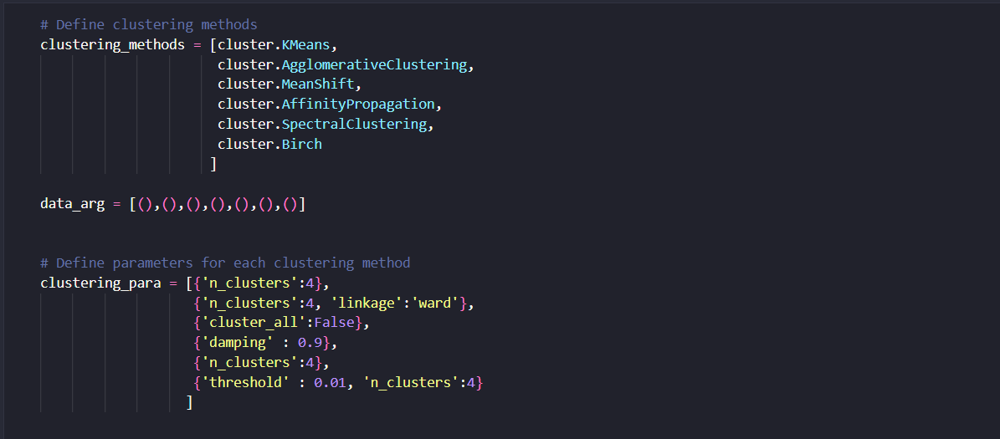 # Define clustering methods
clustering_methods = [cluster.KMeans,
cluster.AgglomerativeClustering,
cluster.MeanShift,
cluster.AffinityPropagation,
cluster.SpectralClustering,
cluster.Birch
]
data_arg = [(),(),(),(),(),(),()]
# Define parameters for each clustering method
clustering_para = [{'n_clusters':4},
{'n_clusters':4, 'linkage':'ward'},
{'cluster_all':False},
{'damping' : 0.9},
{'n_clusters':4},
{'threshold' : 0.01, 'n_clusters':4}
]